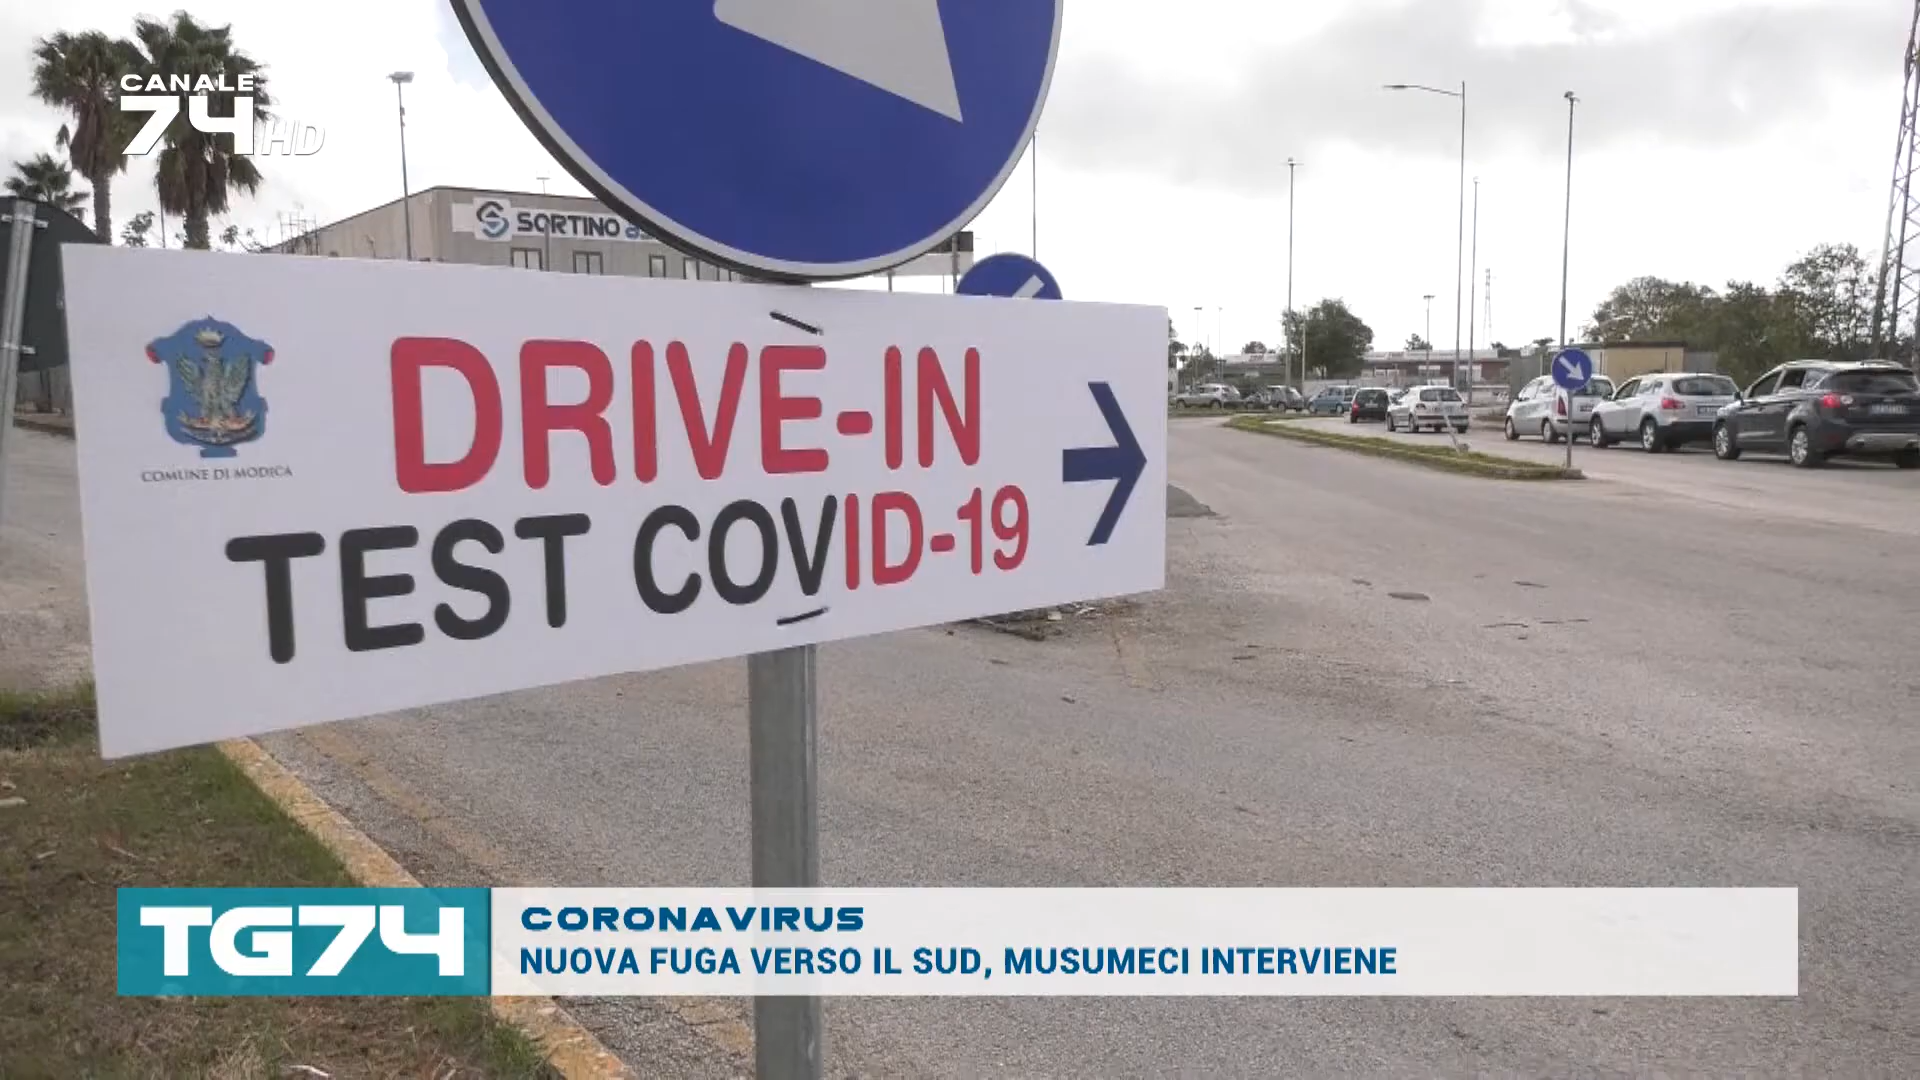 CANALE
74 HD
SORTINO
COMUNE DI MODICA
DRIVE-IN
TEST COVID-19
TG74
CORONAVIRUS
NUOVA FUGA VERSO IL SUD, MUSUMECI INTERVIENE